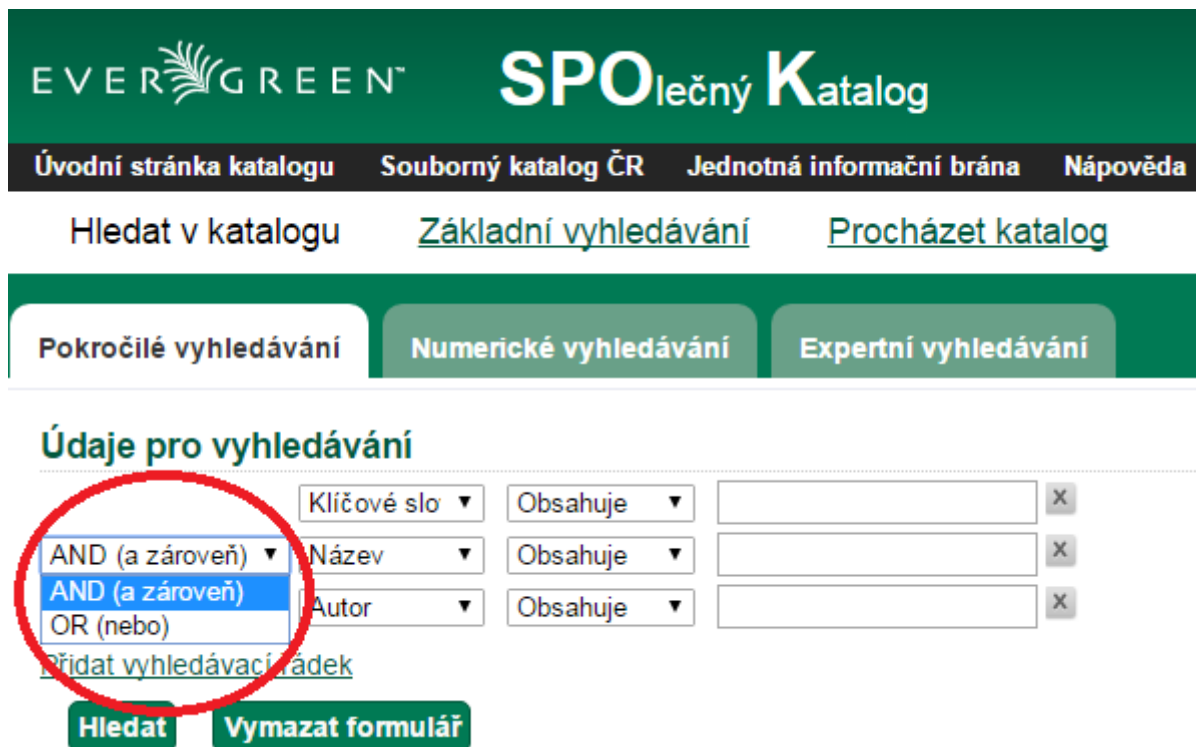 EVERGREEN™ SPOlečný Katalog
Úvodní stránka katalogu Souborný katalog ČR Jednotná informační brána Nápověda
Hledat v katalogu Základní vyhledávání Procházet katalog
Pokročilé vyhledávání Numerické vyhledávání Expertní vyhledávání
Údaje pro vyhledávání
Klíčové slo ▼ Obsahuje ▼ x
AND (a zároveň) ▼ Název ▼ Obsahuje ▼ x
AND (a zároveň)
Autor ▼ Obsahuje ▼ x
OR (nebo)
Přidat vyhledávací řádek
Hledat Vymazat formulář